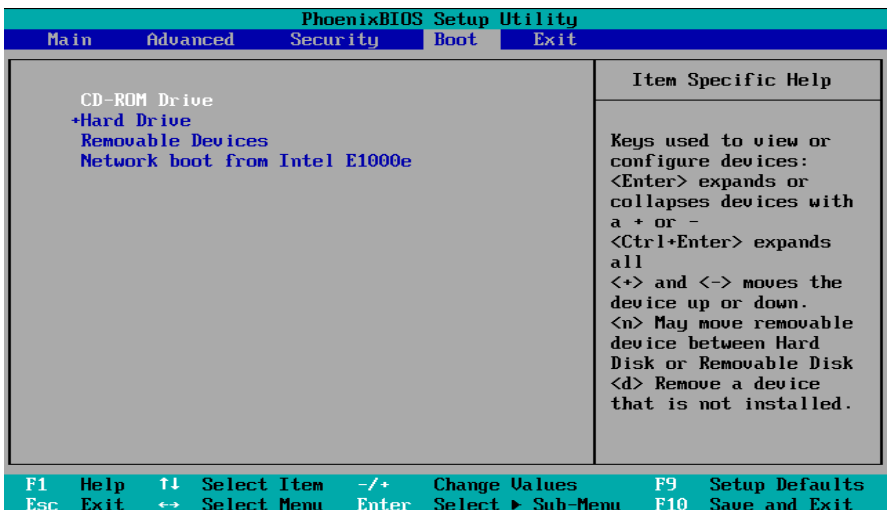 PhoenixBIOS Setup Utility
Main Advanced Security Boot Exit
CD-ROM Drive
+Hard Drive
Removable Devices
Network boot from Intel E1000e
Item Specific Help
Keys used to view or
configure devices:
<Enter> expands or
collapses devices with
a + or -
<Ctrl+Enter> expands
all
<+> and <-> moves the
device up or down.
<n> May move removable
device between Hard
Disk or Removable Disk
<d> Remove a device
that is not installed.
F1 Help ↑↓ Select Item -/+ Change Values F9 Setup Defaults
Esc Exit ↔ Select Menu Enter Select ▶ Sub-Menu F10 Save and Exit